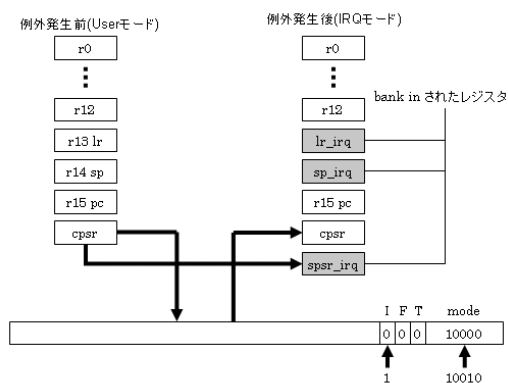 例外発生前(Userモード)
例外発生後(IRQモード)
r0
r0
r12
r12
bank in されたレジスタ
r13 lr
lr_irq
r14 sp
sp_irq
r15 pc
r15 pc
cpsr
cpsr
spsr_irq
I F T mode
0 0 0 10000
1 10010